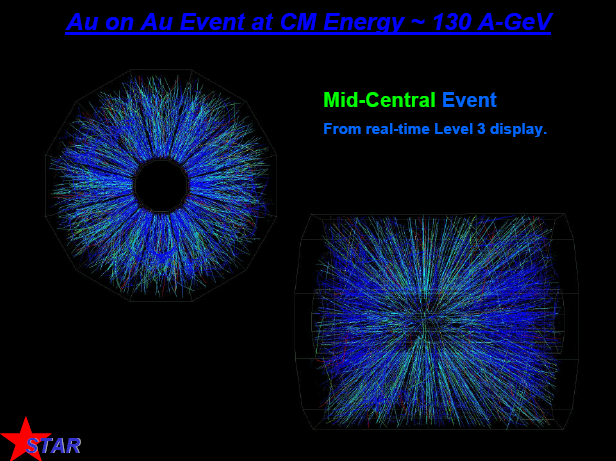 Au on Au Event at CM Energy ~ 130 A-GeV
Mid-Central Event
From real-time Level 3 display.
STAR